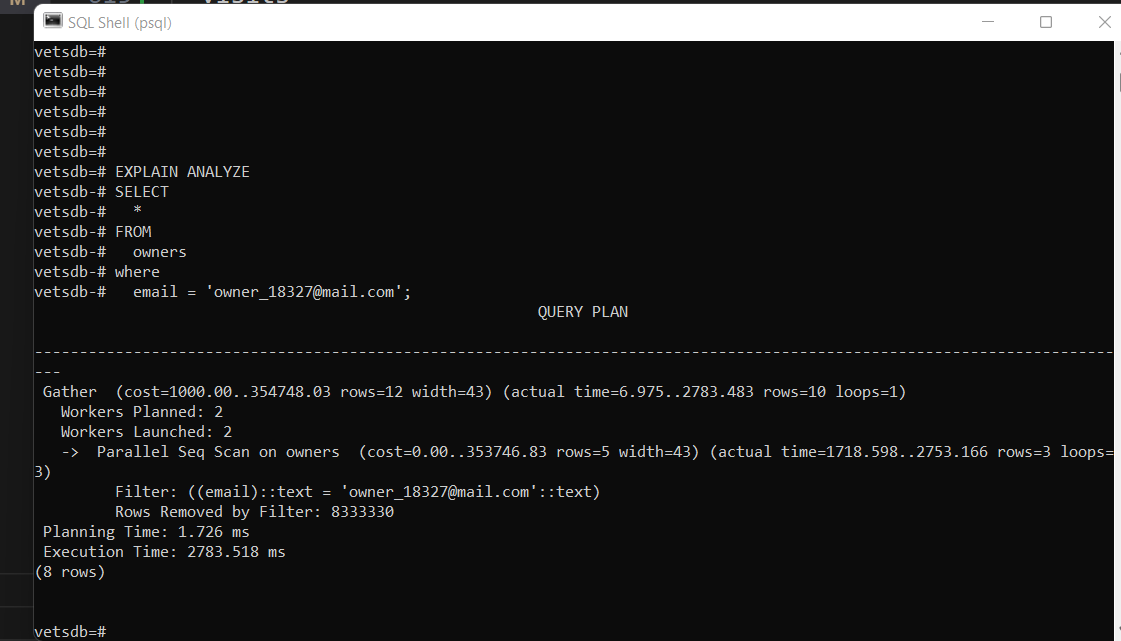 SQL Shell (psql)
vetsdb=#
vetsdb=#
vetsdb=#
vetsdb=#
vetsdb=#
vetsdb=#
vetsdb=# EXPLAIN ANALYZE
vetsdb-# SELECT
vetsdb-#   *
vetsdb-# FROM
vetsdb-#   owners
vetsdb-# where
vetsdb-#   email = 'owner_18327@mail.com';
QUERY PLAN
------------------------------------------------------------------------------------------------------------------------
---
 Gather  (cost=1000.00..354748.03 rows=12 width=43) (actual time=6.975..2783.483 rows=10 loops=1)
   Workers Planned: 2
   Workers Launched: 2
   ->  Parallel Seq Scan on owners  (cost=0.00..353746.83 rows=5 width=43) (actual time=1718.598..2753.166 rows=3 loops=
3)
         Filter: ((email)::text = 'owner_18327@mail.com'::text)
         Rows Removed by Filter: 8333330
 Planning Time: 1.726 ms
 Execution Time: 2783.518 ms
(8 rows)
vetsdb=#